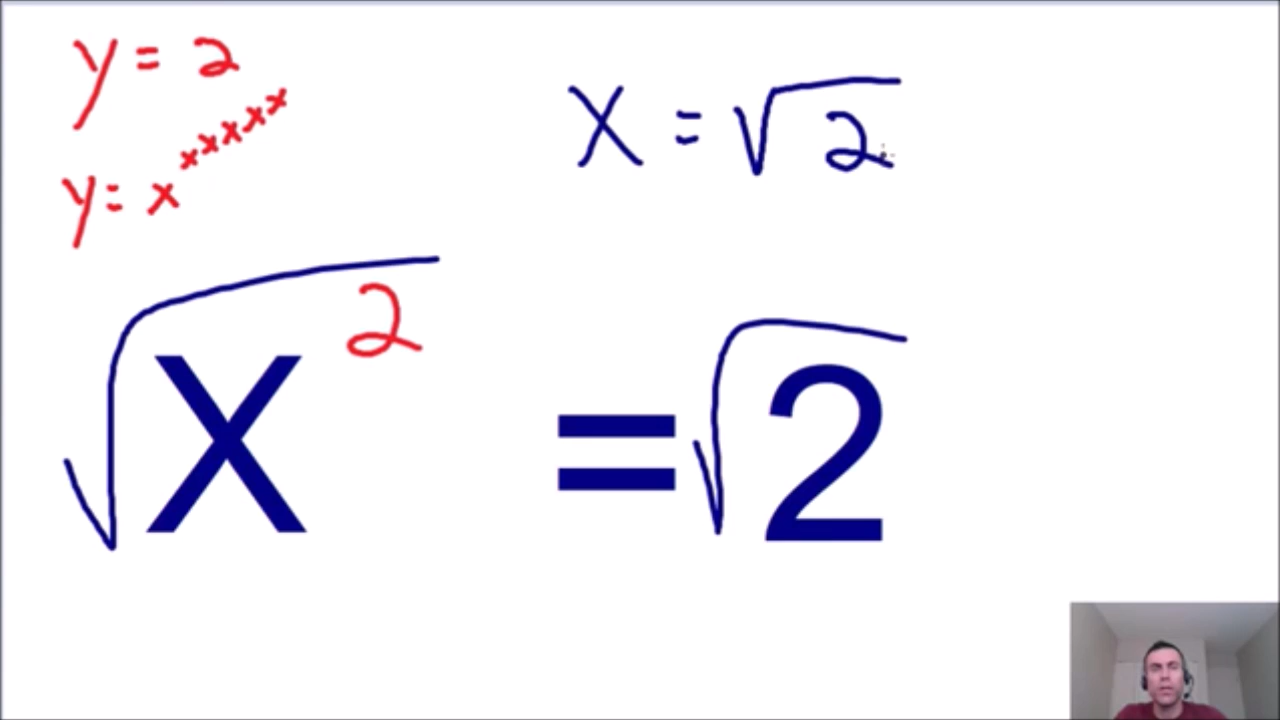 y = 2
y = x^x^x^x^x^x
x = √2
√x² = √2